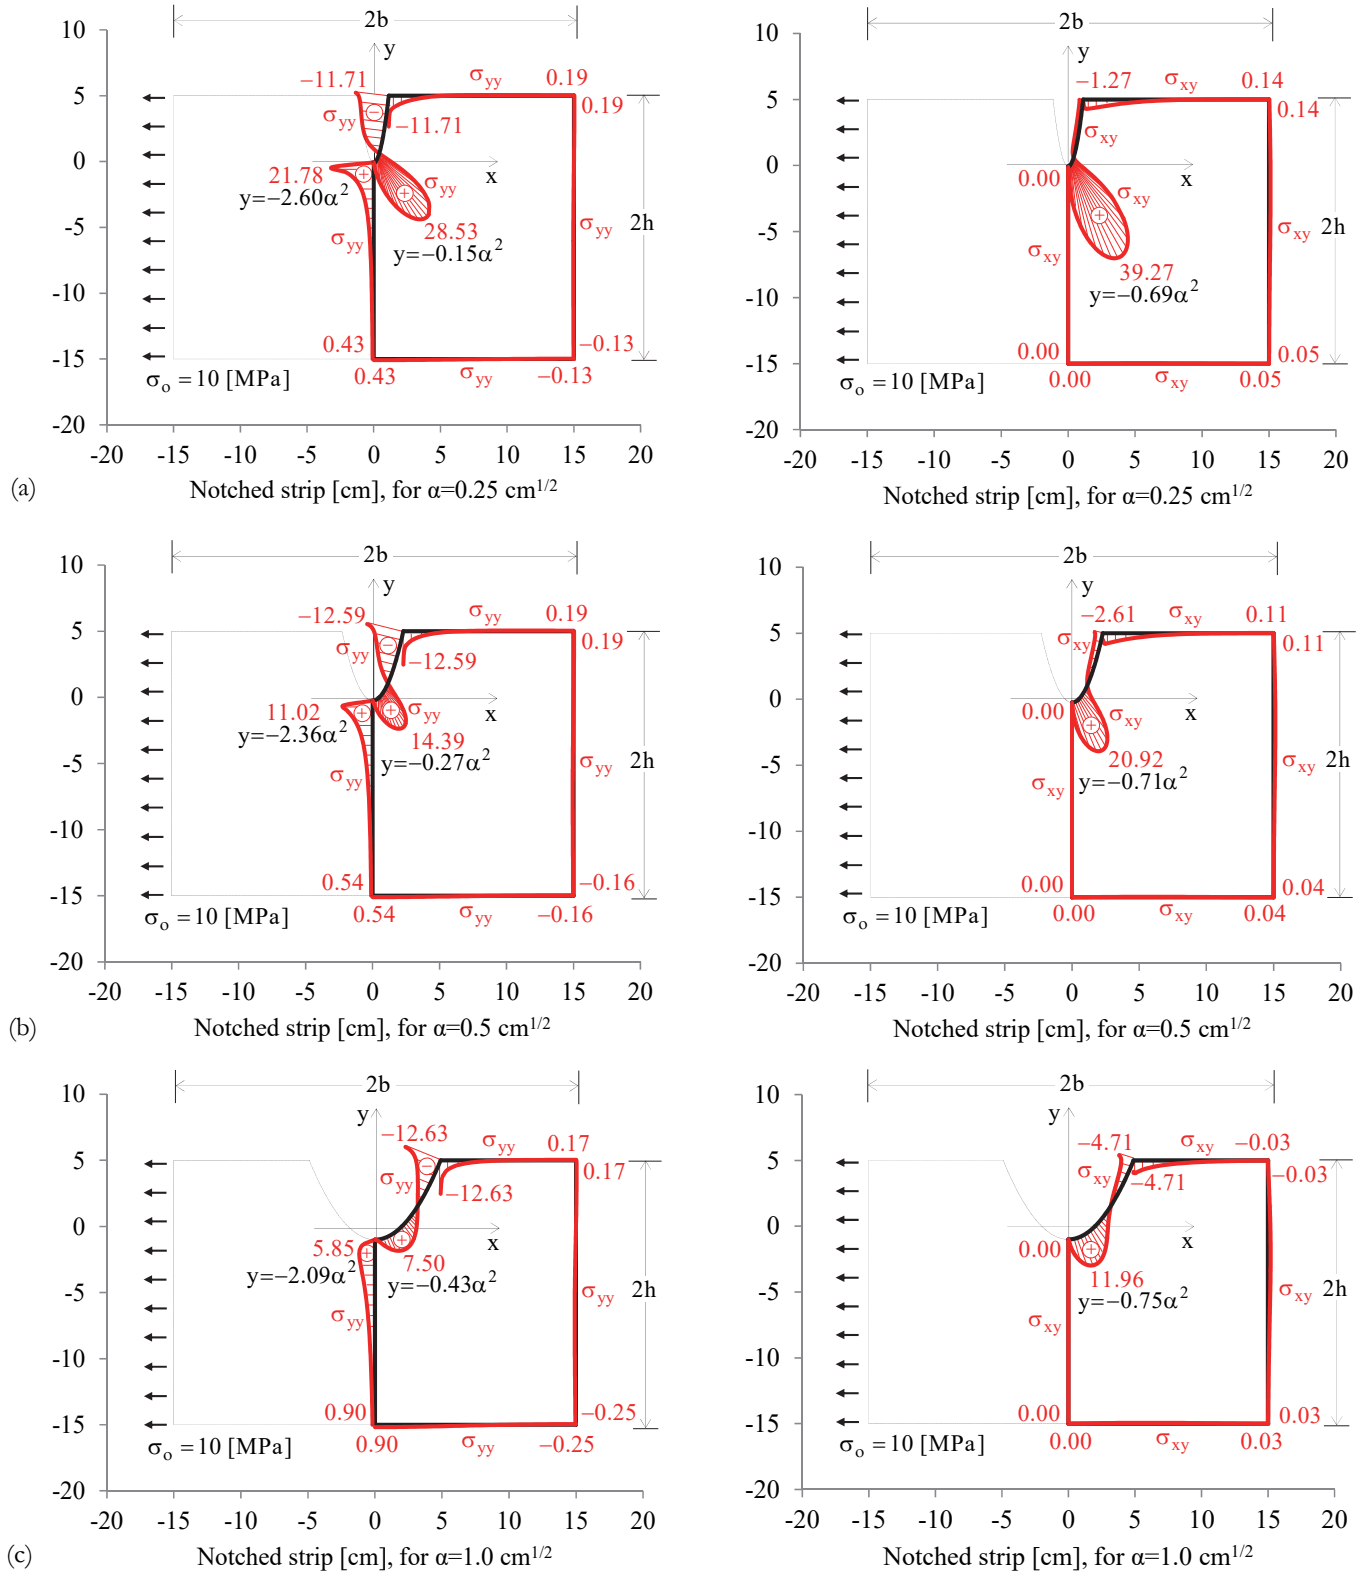 10
5
0
-5
-10
-15
-20
-20 -15 -10 -5 0 5 10 15 20
2b
y
x
2h
−11.71
σyy
0.19
0.19
σyy
−11.71
21.78
y=−2.60α²
σyy
28.53
y=−0.15α²
σyy
σyy
0.43
0.43
σyy
−0.13
−0.13
σo = 10 [MPa]
(a)
Notched strip [cm], for α=0.25 cm^1/2
10
5
0
-5
-10
-15
-20
-20 -15 -10 -5 0 5 10 15 20
2b
y
x
2h
−1.27
σxy
0.14
0.14
σxy
0.00
σxy
39.27
y=−0.69α²
σxy
σxy
0.00
0.00
σxy
0.05
0.05
σo = 10 [MPa]
Notched strip [cm], for α=0.25 cm^1/2
10
5
0
-5
-10
-15
-20
-20 -15 -10 -5 0 5 10 15 20
2b
y
x
2h
−12.59
σyy
0.19
0.19
σyy
−12.59
11.02
y=−2.36α²
σyy
14.39
y=−0.27α²
σyy
σyy
0.54
0.54
σyy
−0.16
−0.16
σo = 10 [MPa]
(b)
Notched strip [cm], for α=0.5 cm^1/2
10
5
0
-5
-10
-15
-20
-20 -15 -10 -5 0 5 10 15 20
2b
y
x
2h
−2.61
σxy
0.11
0.11
σxy
0.00
σxy
20.92
y=−0.71α²
σxy
σxy
0.00
0.00
σxy
0.04
0.04
σo = 10 [MPa]
Notched strip [cm], for α=0.5 cm^1/2
10
5
0
-5
-10
-15
-20
-20 -15 -10 -5 0 5 10 15 20
2b
y
x
2h
−12.63
σyy
0.17
0.17
σyy
−12.63
5.85
y=−2.09α²
7.50
y=−0.43α²
σyy
σyy
0.90
0.90
σyy
−0.25
−0.25
σo = 10 [MPa]
(c)
Notched strip [cm], for α=1.0 cm^1/2
10
5
0
-5
-10
-15
-20
-20 -15 -10 -5 0 5 10 15 20
2b
y
x
2h
−4.71
σxy
−0.03
−0.03
σxy
−4.71
0.00
11.96
y=−0.75α²
σxy
σxy
0.00
0.00
σxy
0.03
0.03
σo = 10 [MPa]
Notched strip [cm], for α=1.0 cm^1/2